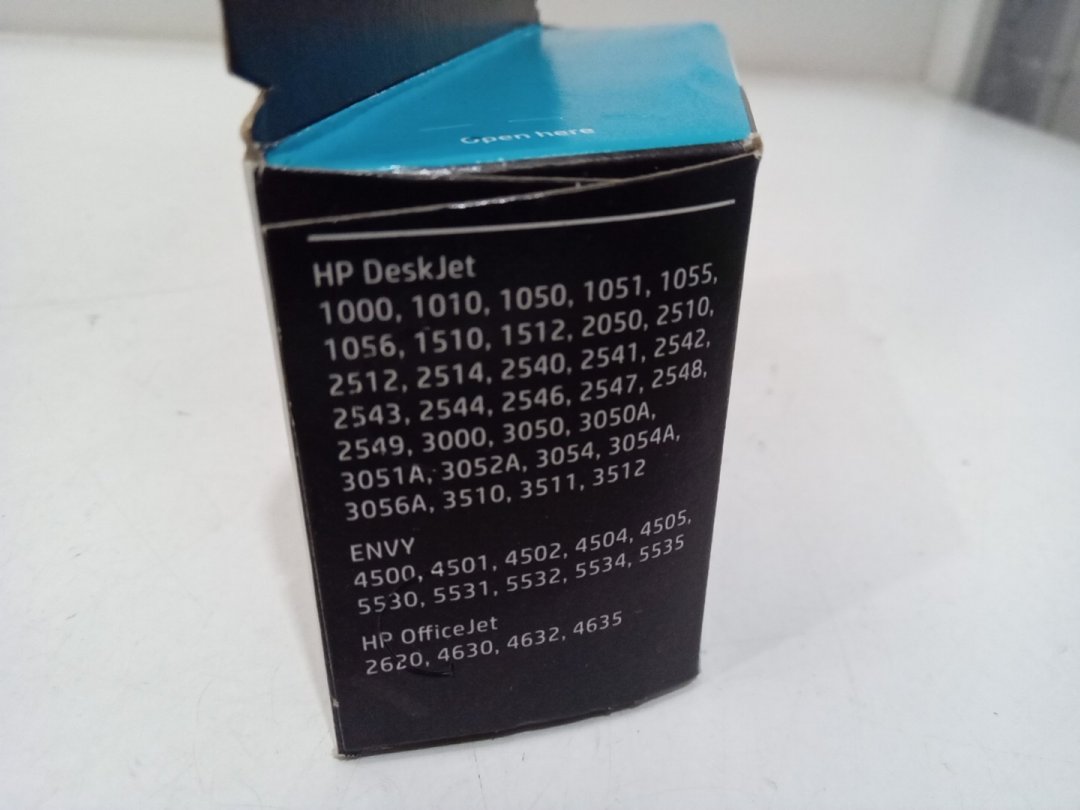 Open here
HP DeskJet
1000, 1010, 1050, 1051, 1055,
1056, 1510, 1512, 2050, 2510,
2512, 2514, 2540, 2541, 2542,
2543, 2544, 2546, 2547, 2548,
2549, 3000, 3050, 3050A,
3051A, 3052A, 3054, 3054A,
3056A, 3510, 3511, 3512
ENVY
4500, 4501, 4502, 4504, 4505,
5530, 5531, 5532, 5534, 5535
HP OfficeJet
2620, 4630, 4632, 4635